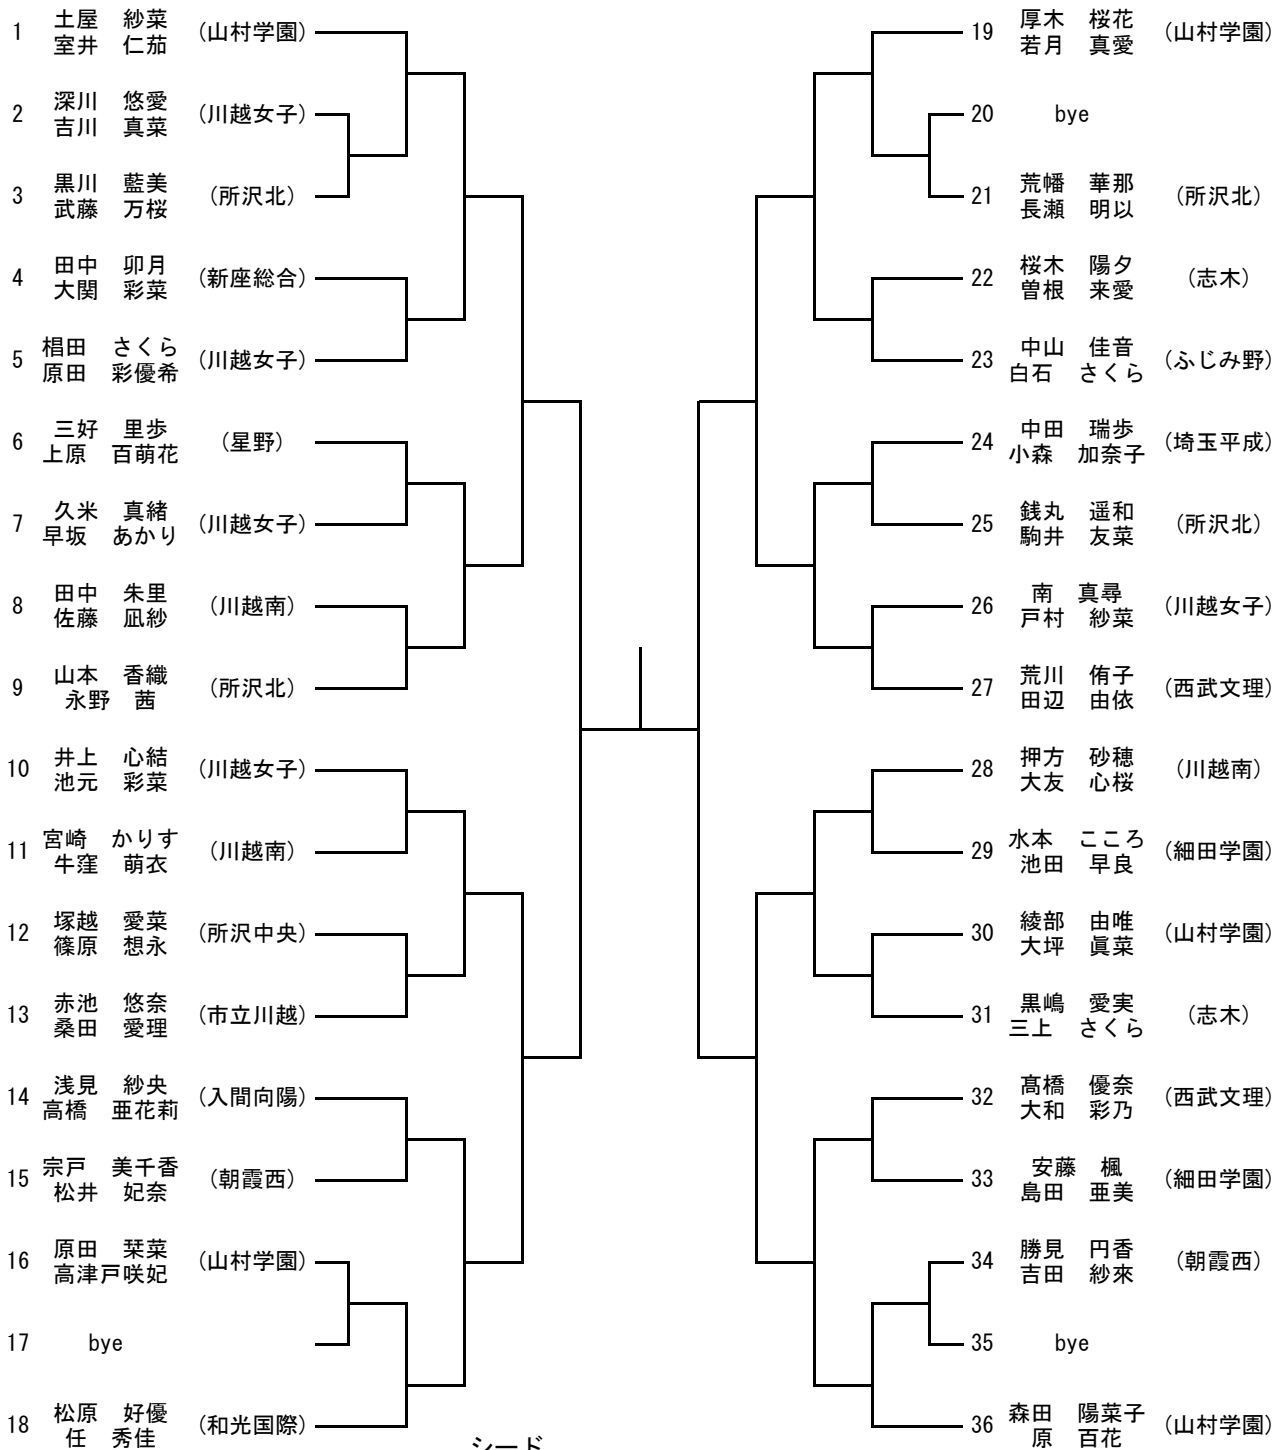 1 土屋 紗菜 (山村学園)
室井 仁茄
2 深川 悠愛 (川越女子)
吉川 真菜
3 黒川 藍美 (所沢北)
武藤 万桜
4 田中 卯月 (新座総合)
大関 彩菜
5 椙田 さくら (川越女子)
原田 彩優希
6 三好 里歩 (星野)
上原 百萌花
7 久米 真緒 (川越女子)
早坂 あかり
8 田中 朱里 (川越南)
佐藤 凪紗
9 山本 香織 (所沢北)
永野 茜
10 井上 心結 (川越女子)
池元 彩菜
11 宮崎 かりす (川越南)
牛窪 萌衣
12 塚越 愛菜 (所沢中央)
篠原 想永
13 赤池 悠奈 (市立川越)
桑田 愛理
14 浅見 紗央 (入間向陽)
高橋 亜花莉
15 宗戸 美千香 (朝霞西)
松井 妃奈
16 原田 栞菜 (山村学園)
高津戸咲妃
17 bye
18 松原 好優 (和光国際)
任 秀佳
19 厚木 桜花 (山村学園)
若月 真愛
20 bye
21 荒幡 華那 (所沢北)
長瀬 明以
22 桜木 陽夕 (志木)
曽根 来愛
23 中山 佳音 (ふじみ野)
白石 さくら
24 中田 瑞歩 (埼玉平成)
小森 加奈子
25 銭丸 遥和 (所沢北)
駒井 友菜
26 南 真尋 (川越女子)
戸村 紗菜
27 荒川 侑子 (西武文理)
田辺 由依
28 押方 砂穂 (川越南)
大友 心桜
29 水本 こころ (細田学園)
池田 早良
30 綾部 由唯 (山村学園)
大坪 眞菜
31 黒嶋 愛実 (志木)
三上 さくら
32 髙橋 優奈 (西武文理)
大和 彩乃
33 安藤 楓 (細田学園)
島田 亜美
34 勝見 円香 (朝霞西)
吉田 紗來
35 bye
36 森田 陽菜子 (山村学園)
原 百花
シード